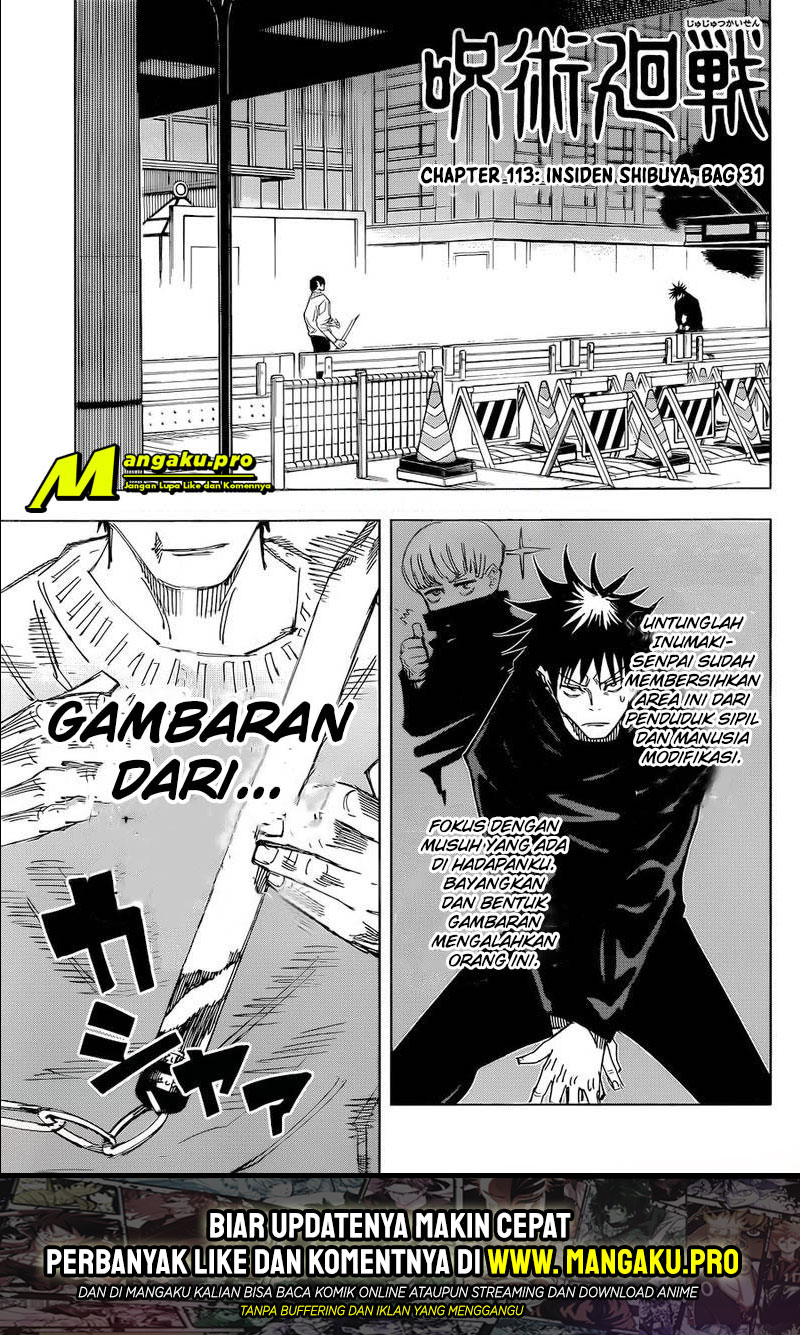 じゅじゅつかいせん
呪術廻戦
CHAPTER 113: INSIDEN SHIBUYA, BAG 31
Mangaku.pro
Jangan Lupa Like dan Komennya
UNTUNGLAH
INUMAKI-
SENPAI SUDAH
MEMBERSIHKAN
AREA INI DARI
PENDUDUK SIPIL
DAN MANUSIA
MODIFIKASI.
FOKUS DENGAN
MUSUH YANG ADA
DI HADAPANKU.
BAYANGKAN
DAN BENTUK
GAMBARAN
MENGALAHKAN
ORANG INI.
GAMBARAN
DARI...
カシャァ
BIAR UPDATENYA MAKIN CEPAT
PERBANYAK LIKE DAN KOMENTNYA DI WWW. MANGAKU.PRO
DAN DI MANGAKU KALIAN BISA BACA KOMIK ONLINE ATAUPUN STREAMING DAN DOWNLOAD ANIME
TANPA BUFFERING DAN IKLAN YANG MENGGANGU